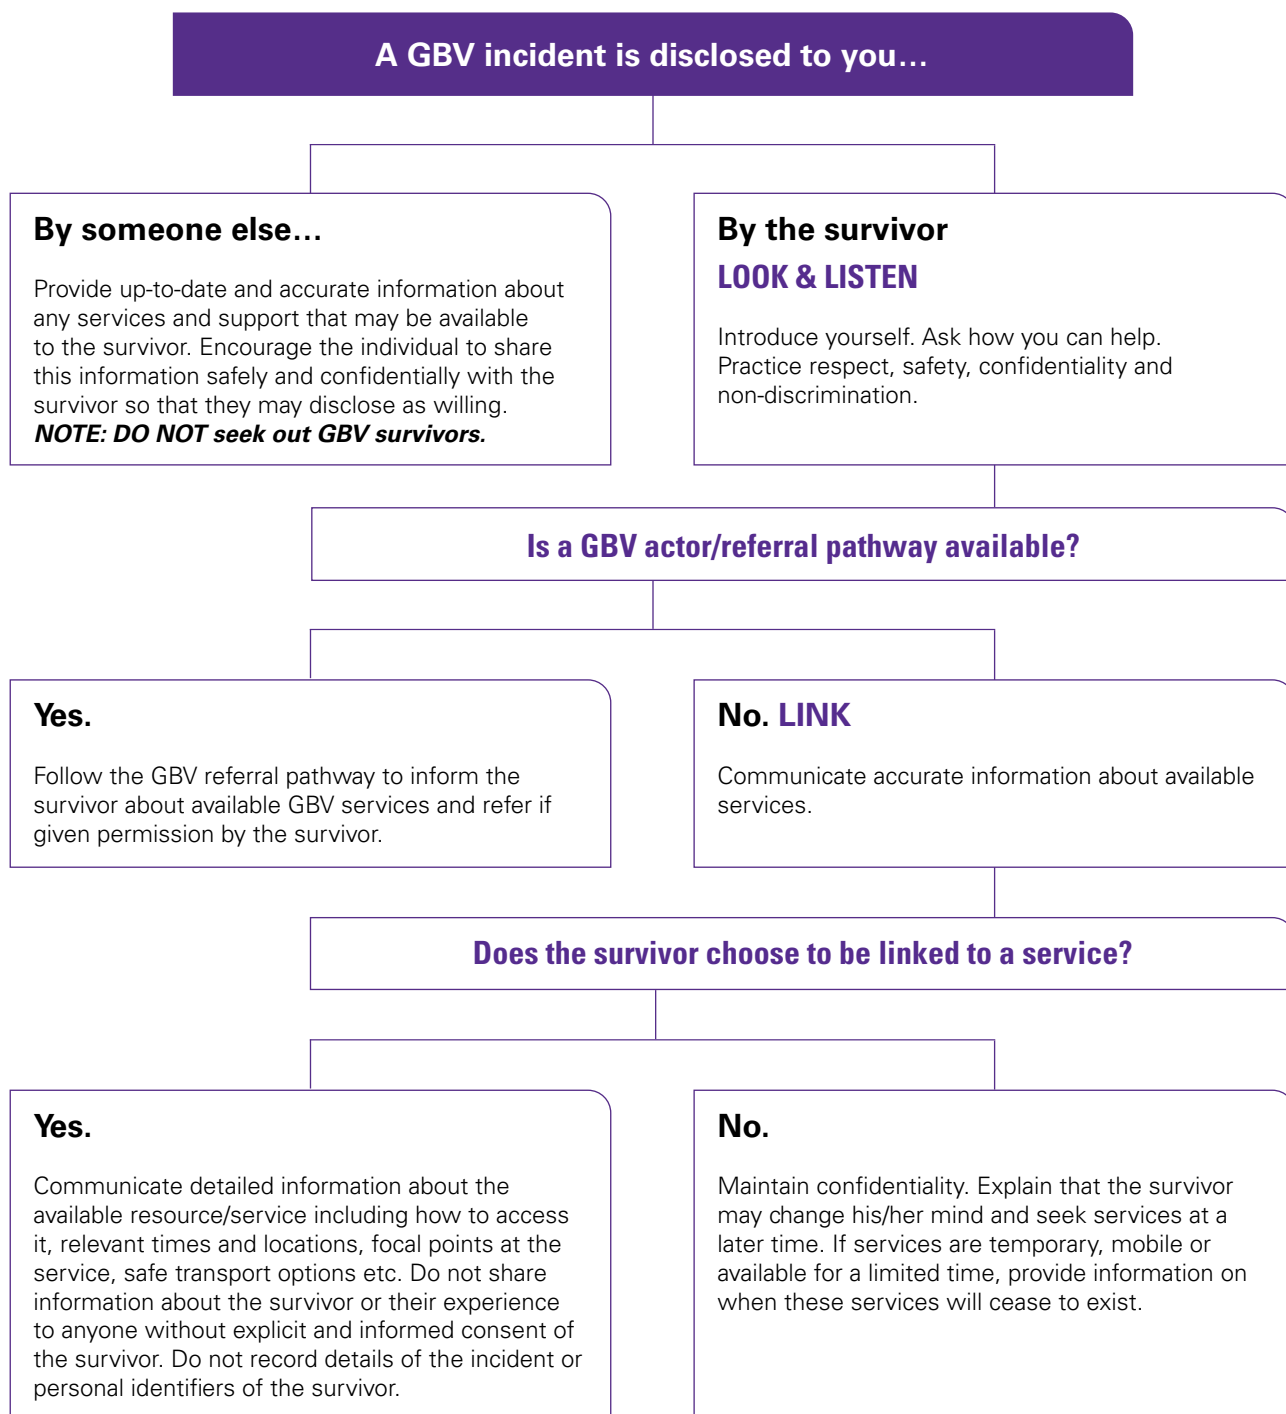 A GBV incident is disclosed to you…
By someone else…
Provide up-to-date and accurate information about
any services and support that may be available
to the survivor. Encourage the individual to share
this information safely and confidentially with the
survivor so that they may disclose as willing.
NOTE: DO NOT seek out GBV survivors.
By the survivor
LOOK & LISTEN
Introduce yourself. Ask how you can help.
Practice respect, safety, confidentiality and
non-discrimination.
Is a GBV actor/referral pathway available?
Yes.
Follow the GBV referral pathway to inform the
survivor about available GBV services and refer if
given permission by the survivor.
No. LINK
Communicate accurate information about available
services.
Does the survivor choose to be linked to a service?
Yes.
Communicate detailed information about the
available resource/service including how to access
it, relevant times and locations, focal points at the
service, safe transport options etc. Do not share
information about the survivor or their experience
to anyone without explicit and informed consent of
the survivor. Do not record details of the incident or
personal identifiers of the survivor.
No.
Maintain confidentiality. Explain that the survivor
may change his/her mind and seek services at a
later time. If services are temporary, mobile or
available for a limited time, provide information on
when these services will cease to exist.